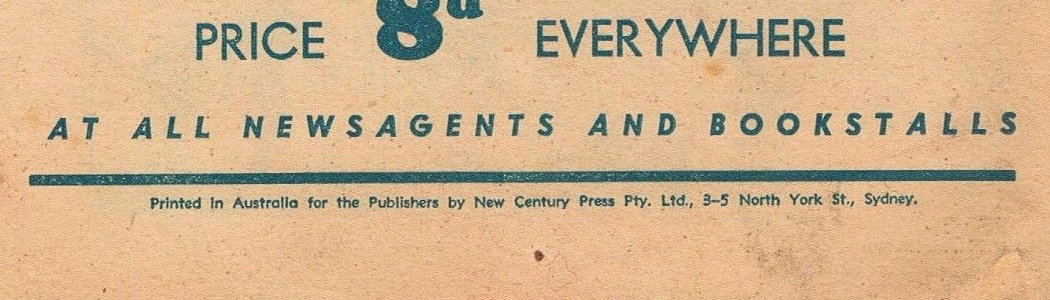 PRICE 8d EVERYWHERE
AT ALL NEWSAGENTS AND BOOKSTALLS
Printed in Australia for the Publishers by New Century Press Pty. Ltd., 3-5 North York St., Sydney.